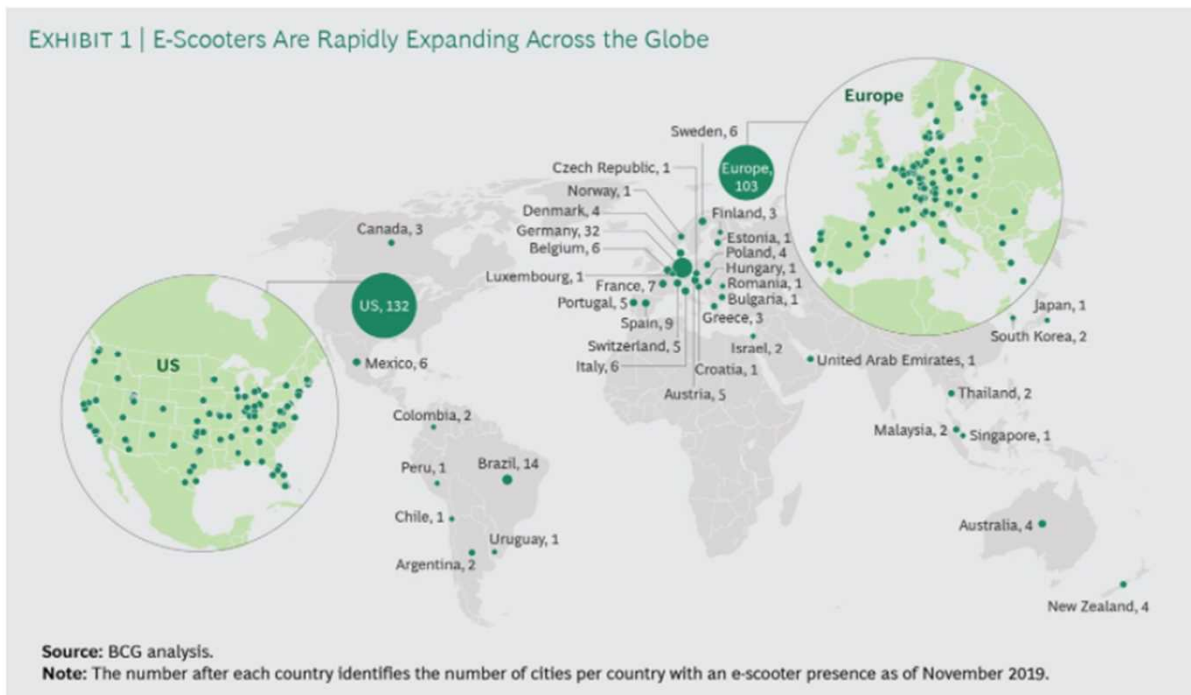 EXHIBIT 1 | E-Scooters Are Rapidly Expanding Across the Globe
Europe
Sweden, 6
Czech Republic, 1
Europe,
103
Norway, 1
Denmark, 4
Finland, 3
Canada, 3
Germany, 32
Estonia, 1
Belgium, 6
Poland, 4
Hungary, 1
Luxembourg, 1
France, 7
Romania, 1
US, 132
Portugal, 5
Bulgaria, 1
Greece, 3
Spain, 9
Japan, 1
South Korea, 2
Switzerland, 5
Israel, 2
US
Mexico, 6
Italy, 6
Croatia, 1
United Arab Emirates, 1
Austria, 5
Thailand, 2
Colombia, 2
Malaysia, 2
Singapore, 1
Peru, 1
Brazil, 14
Chile, 1
Australia, 4
Uruguay, 1
Argentina, 2
New Zealand, 4
Source: BCG analysis.
Note: The number after each country identifies the number of cities per country with an e-scooter presence as of November 2019.